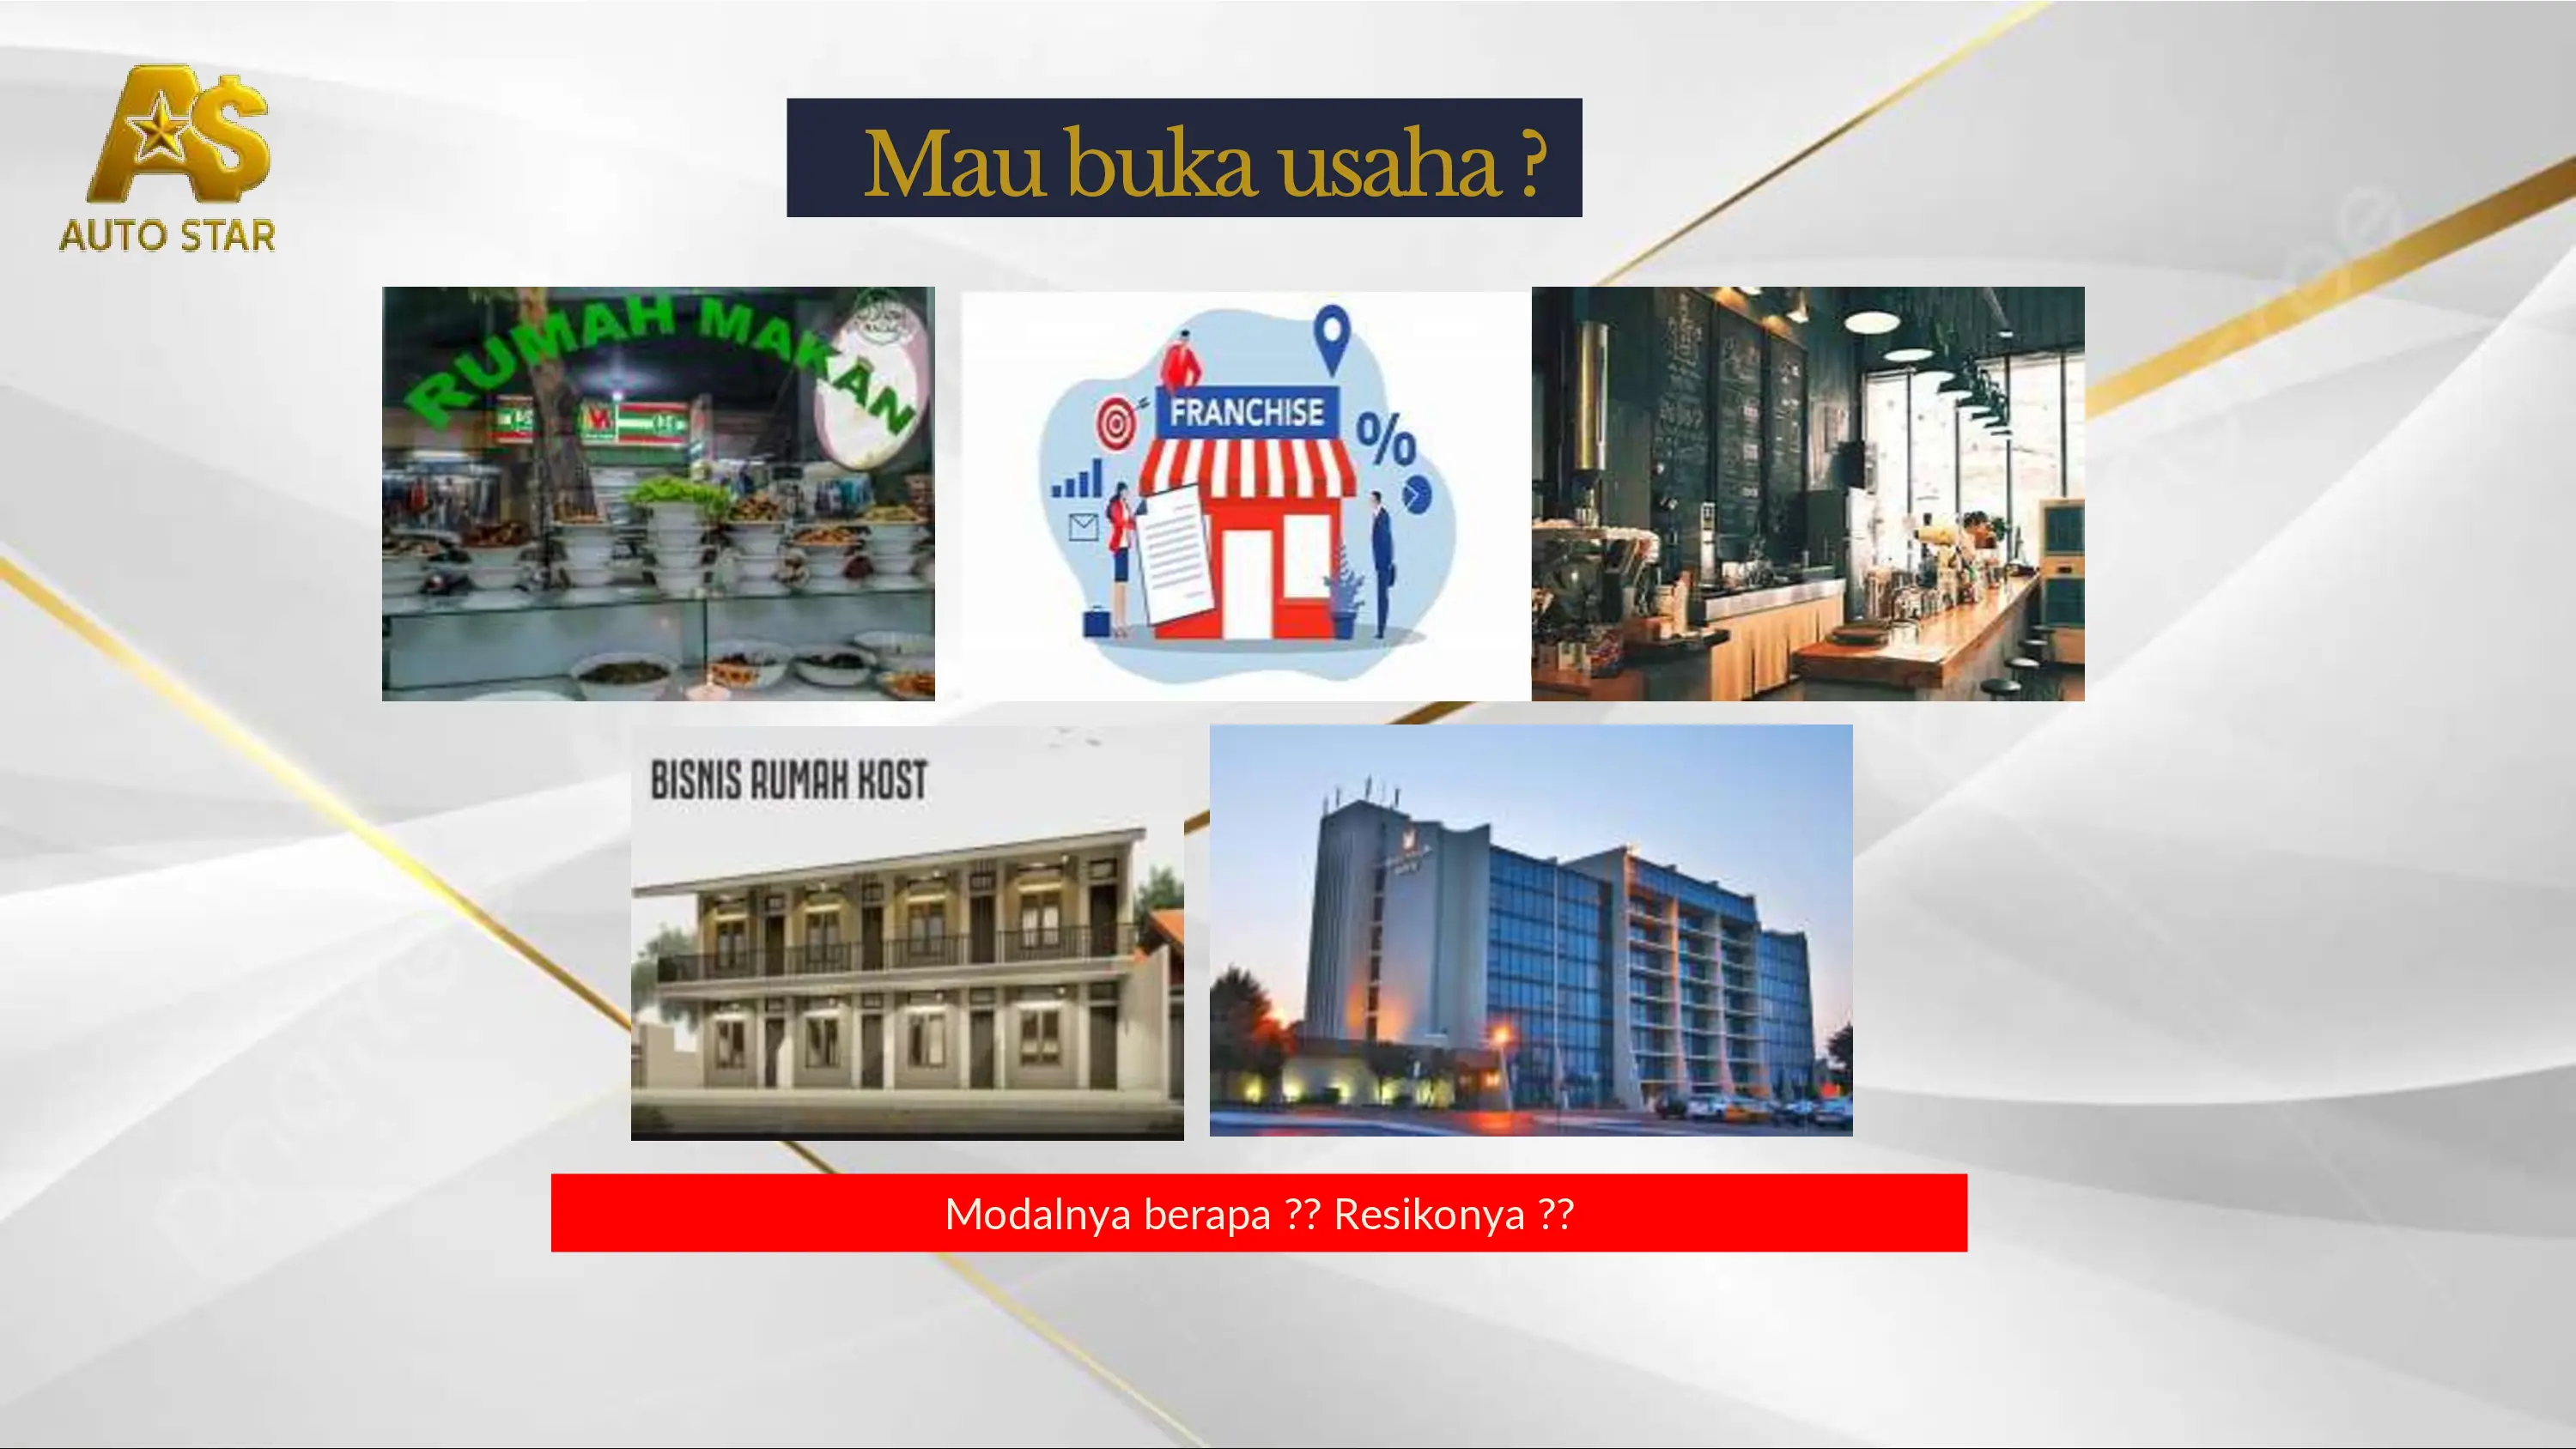 AUTO STAR
Mau buka usaha ?
RUMAH MAKAN
FRANCHISE
%
BISNIS RUMAH KOST
Modalnya berapa ?? Resikonya ??